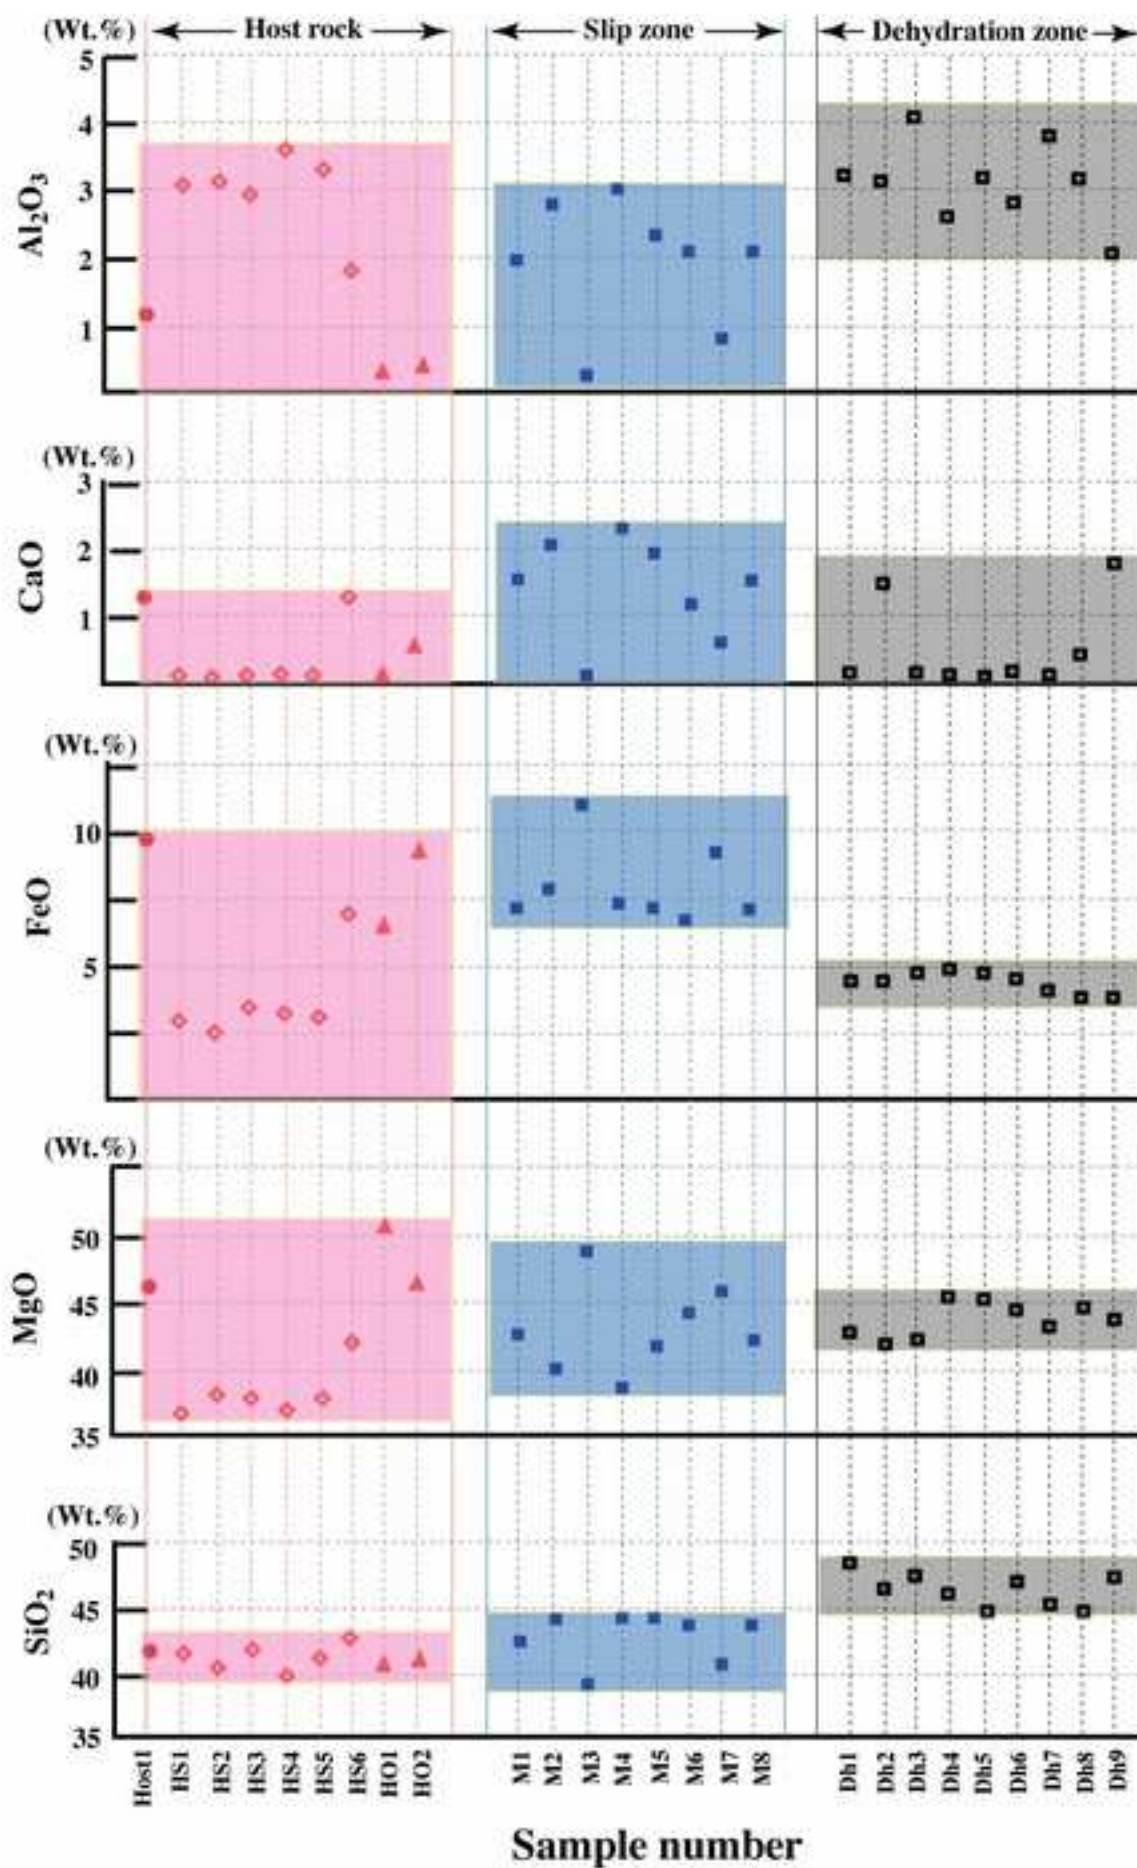 (Wt.%) Host rock Slip zone Dehydration zone
5
4
3
2
1
Al₂O₃
(Wt.%)
3
2
1
CaO
(Wt.%)
10
5
FeO
(Wt.%)
50
45
40
35
MgO
(Wt.%)
50
45
40
35
SiO₂
Host1 HS1 HS2 HS3 HS4 HS5 HS6 HO1 HO2 M1 M2 M3 M4 M5 M6 M7 M8 Dh1 Dh2 Dh3 Dh4 Dh5 Dh6 Dh7 Dh8 Dh9
Sample number